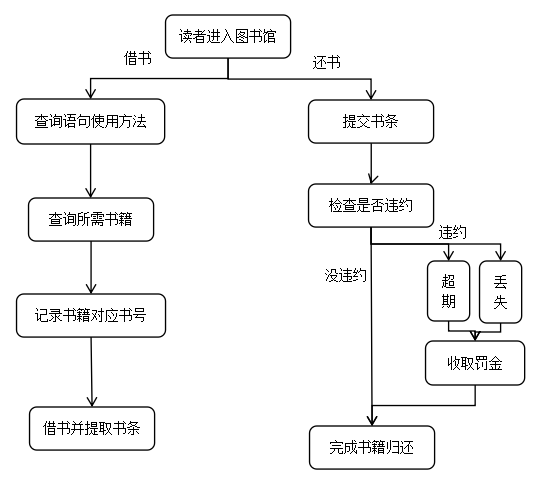 读者进入图书馆
借书
还书
查询语句使用方法
提交书条
查询所需书籍
检查是否违约
违约
没违约
超
期
丢
失
记录书籍对应书号
收取罚金
借书并提取书条
完成书籍归还